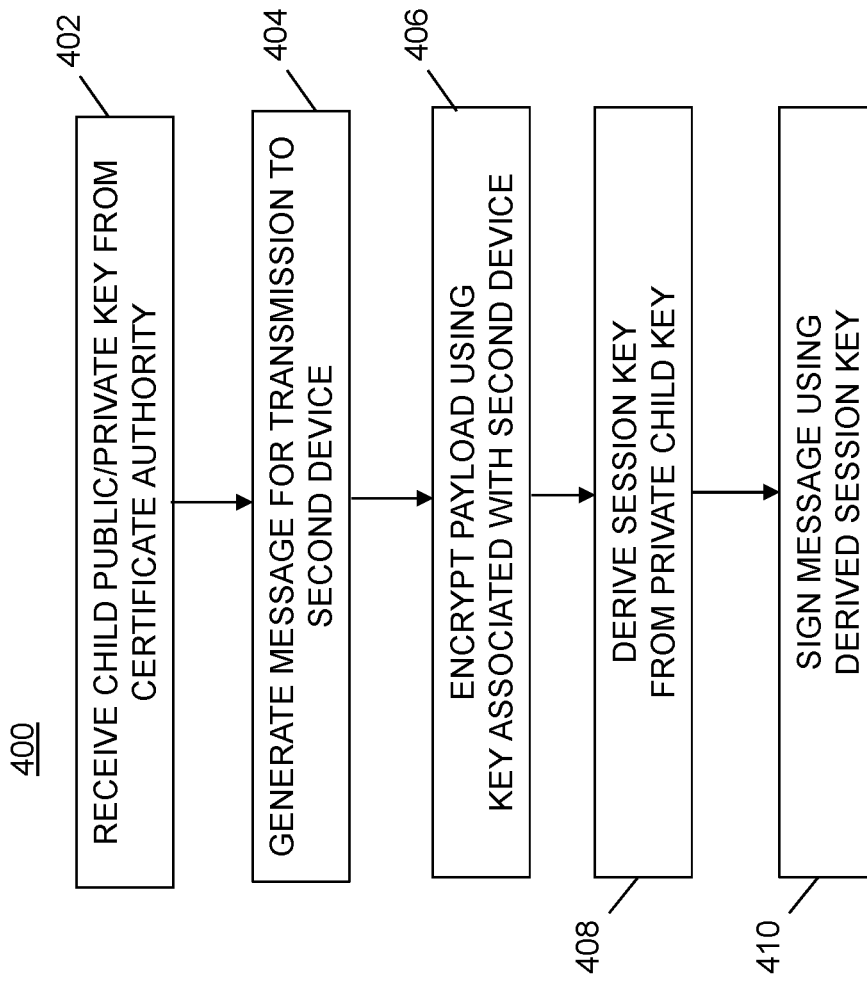 400
RECEIVE CHILD PUBLIC/PRIVATE KEY FROM
CERTIFICATE AUTHORITY
402
GENERATE MESSAGE FOR TRANSMISSION TO
SECOND DEVICE
404
ENCRYPT PAYLOAD USING
KEY ASSOCIATED WITH SECOND DEVICE
406
DERIVE SESSION KEY
FROM PRIVATE CHILD KEY
408
SIGN MESSAGE USING
DERIVED SESSION KEY
410